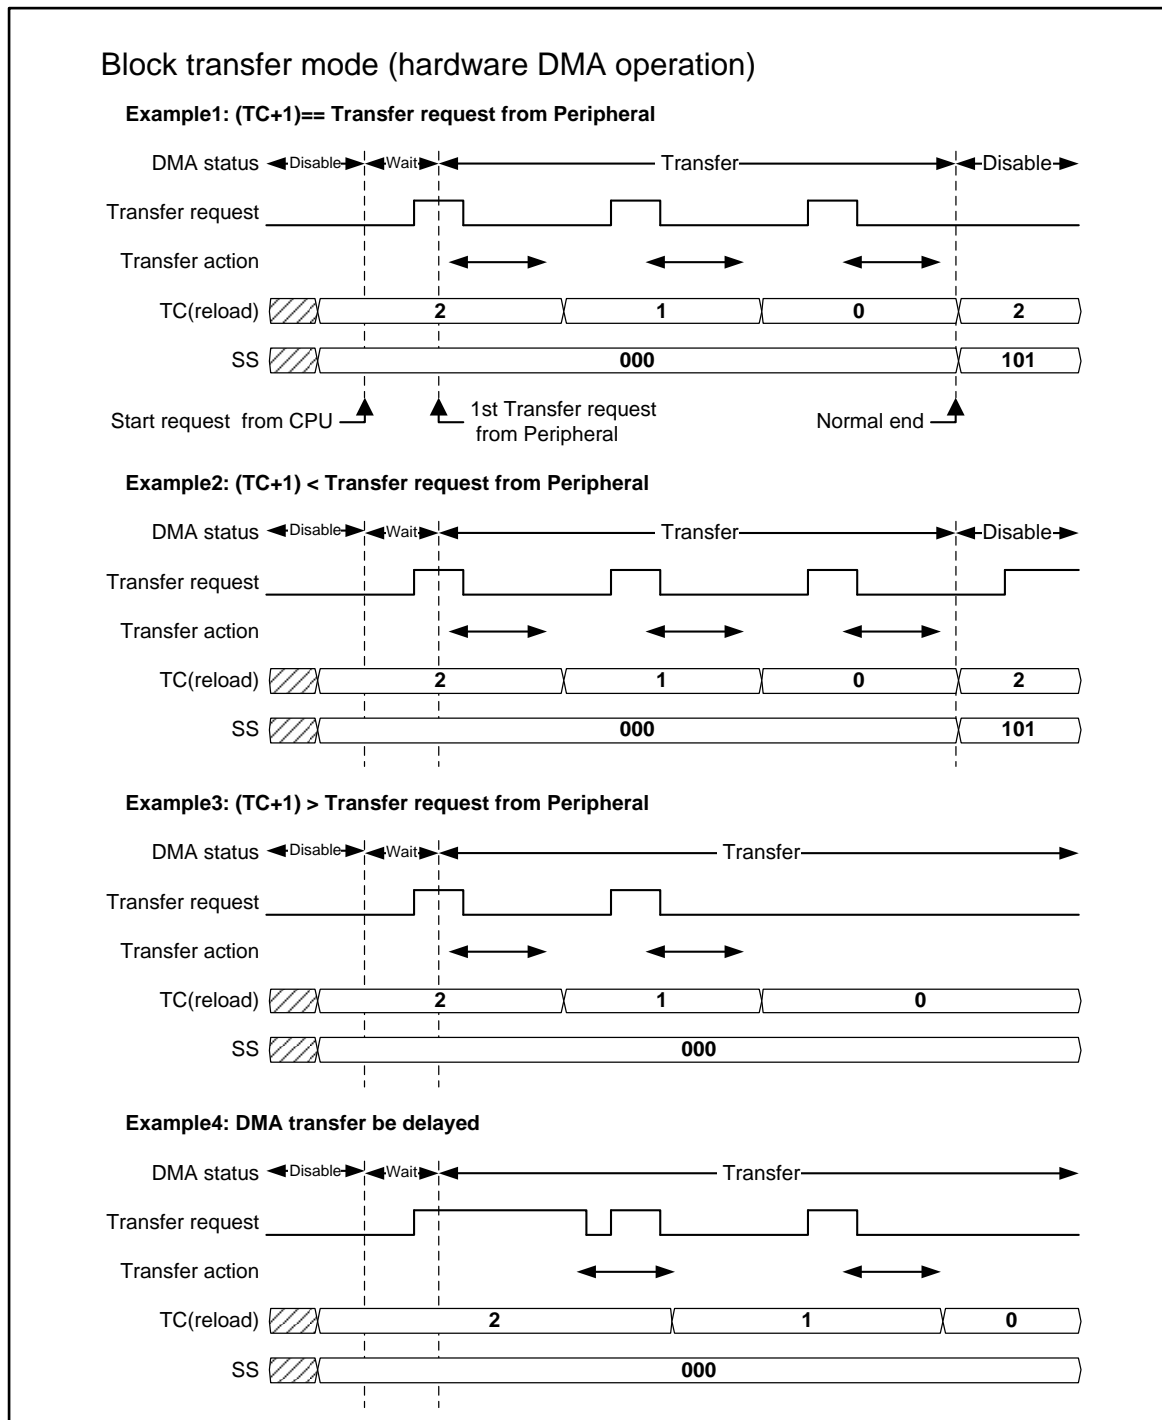 Block transfer mode (hardware DMA operation)
Example1: (TC+1)== Transfer request from Peripheral
DMA status Disable Wait Transfer Disable
Transfer request
Transfer action
TC(reload) 2 1 0 2
SS 000 101
Start request from CPU 1st Transfer request from Peripheral Normal end
Example2: (TC+1) < Transfer request from Peripheral
DMA status Disable Wait Transfer Disable
Transfer request
Transfer action
TC(reload) 2 1 0 2
SS 000 101
Example3: (TC+1) > Transfer request from Peripheral
DMA status Disable Wait Transfer
Transfer request
Transfer action
TC(reload) 2 1 0
SS 000
Example4: DMA transfer be delayed
DMA status Disable Wait Transfer
Transfer request
Transfer action
TC(reload) 2 1 0
SS 000